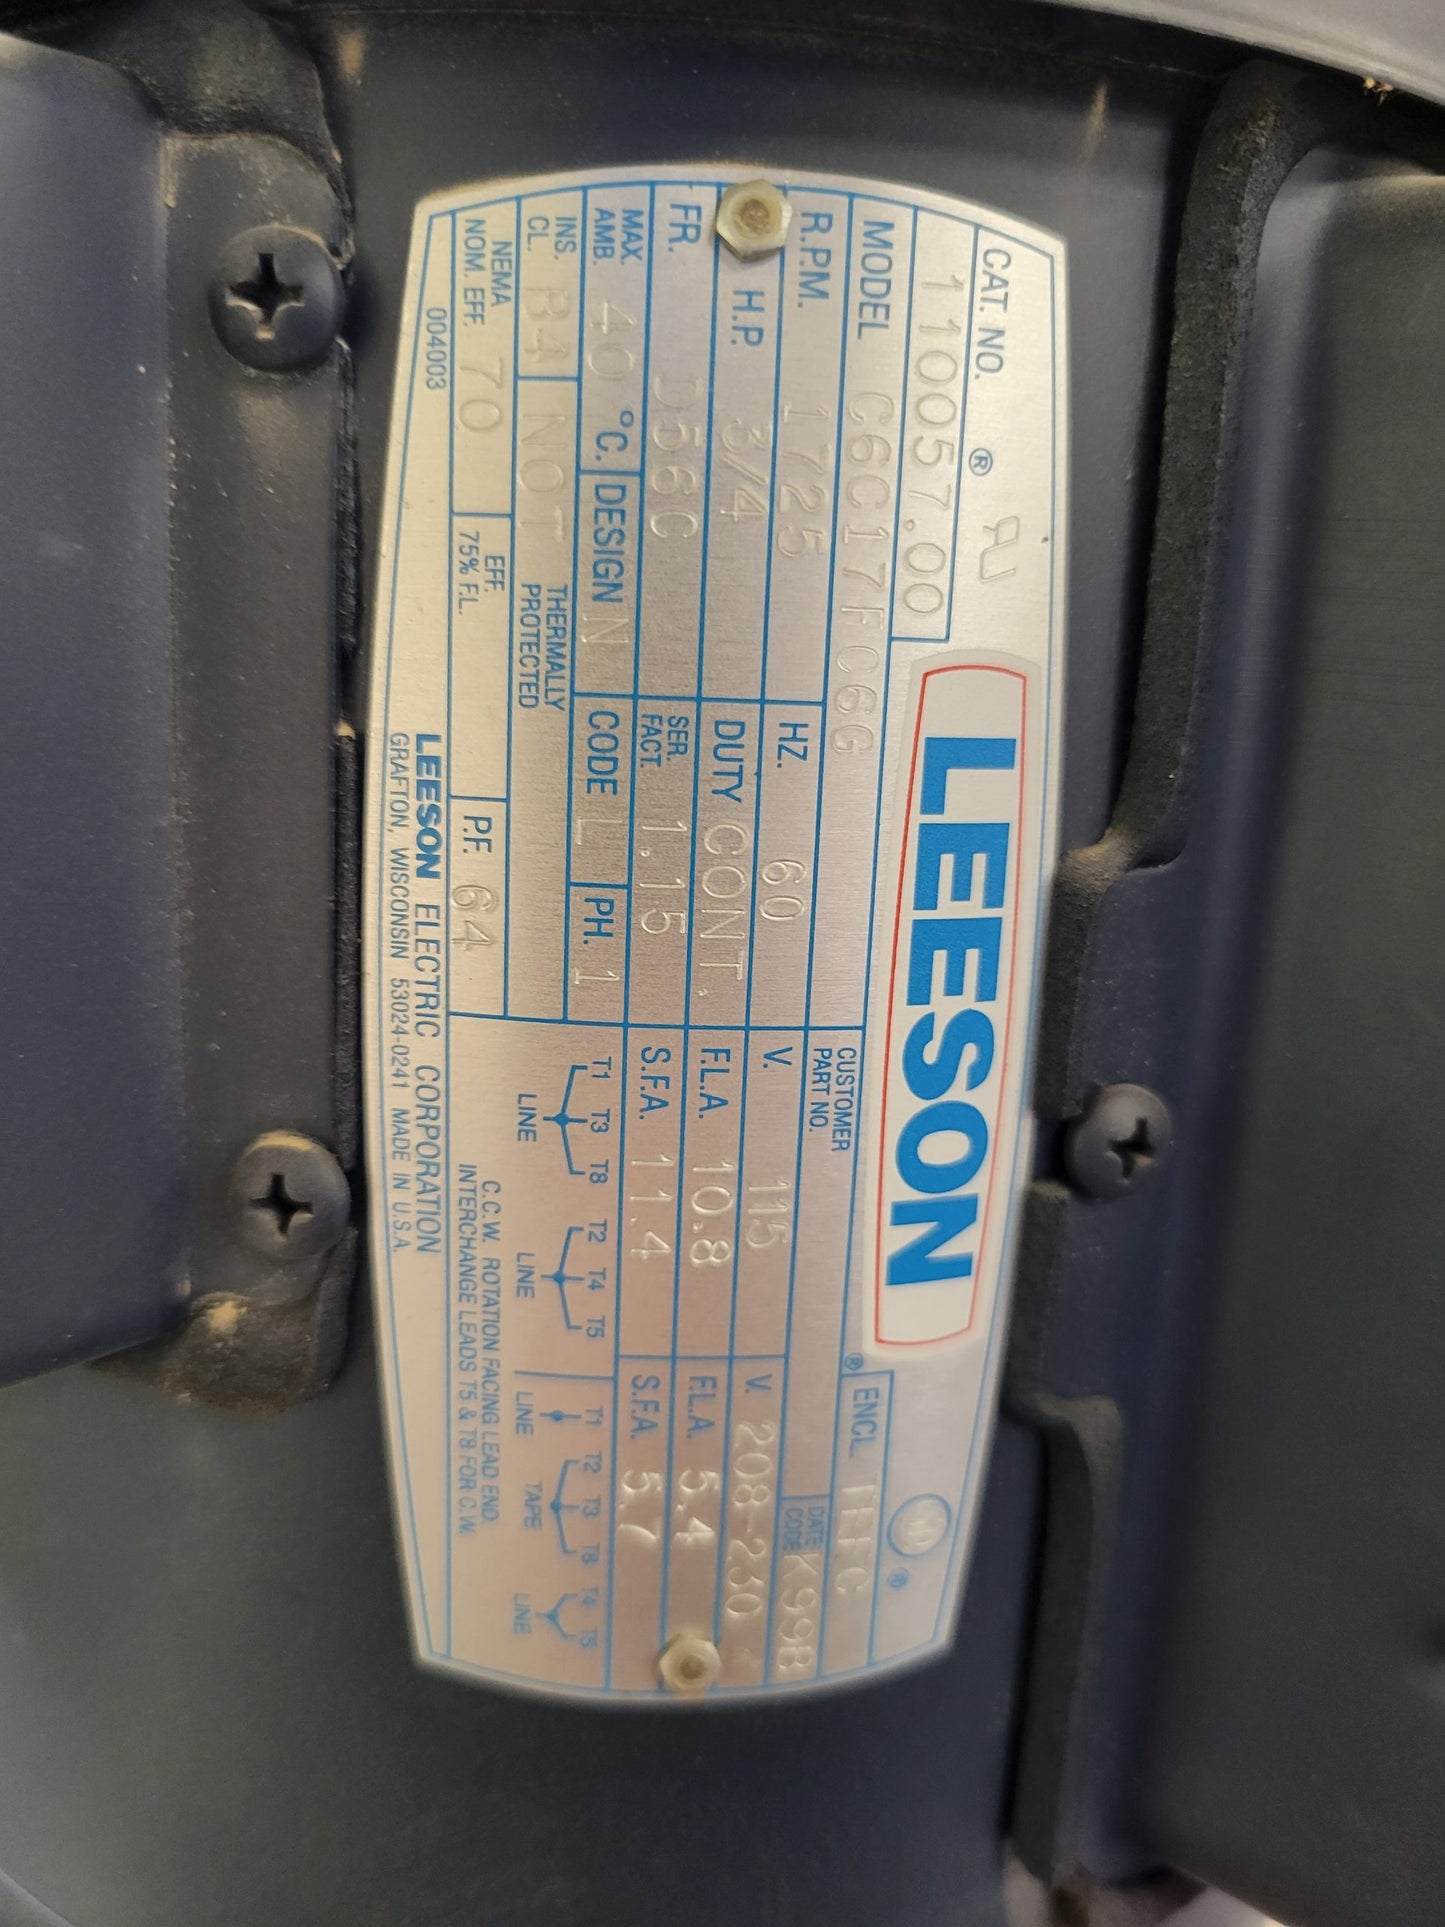 CAT. NO. ®
110057.00
LEESON ®
MODEL C6C17FC6G
ENCL. TEFC ®
R.P.M. 1725 HZ. 60 CUSTOMER PART NO. DATE CODE K99B
H.P. 3/4 DUTY CONT. V. 115 V. 208-230
FR. D56C SER. FACT. 1.15 F.L.A. 10.8 F.L.A. 5.4
MAX. AMB. 40 °C. DESIGN N CODE L PH. 1 S.F.A. 11.4 S.F.A. 5.7
INS. CL. B4 NOT THERMALLY PROTECTED
T1 T3 T8 T2 T4 T5 T1 T2 T3 T8 T4 T5
LINE LINE LINE TAPE LINE
NEMA NOM. EFF. 70 EFF. 75% F.L. P.F. 64
C.C.W. ROTATION FACING LEAD END.
INTERCHANGE LEADS T5 & T8 FOR C.W.
004003
LEESON ELECTRIC CORPORATION
GRAFTON, WISCONSIN 53024-0241 MADE IN U.S.A.